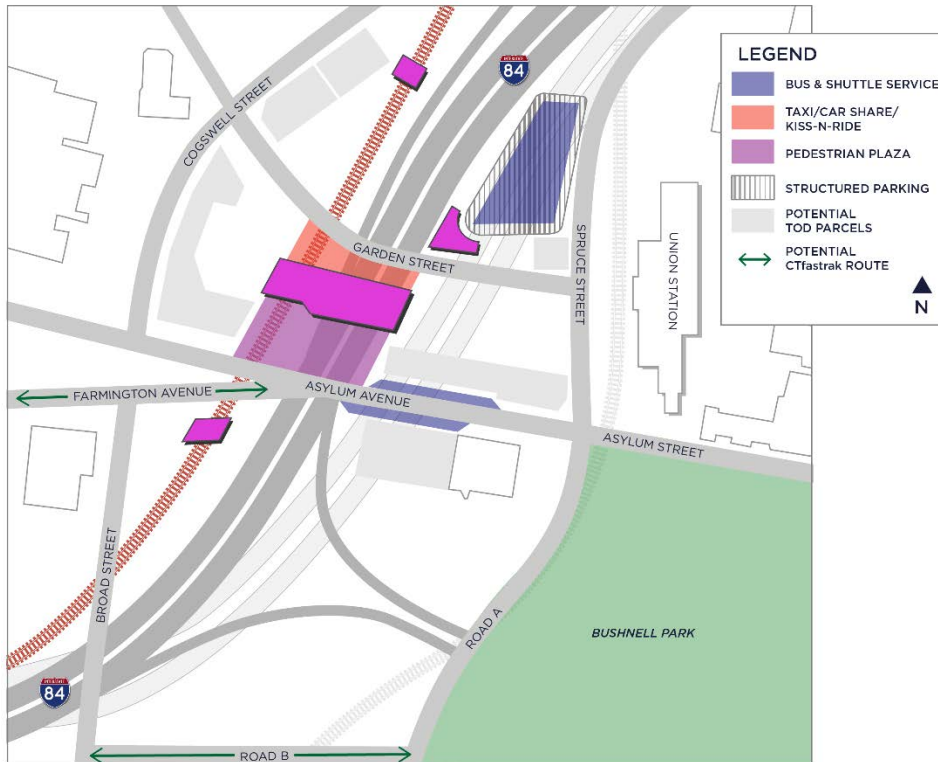 COGSWELL STREET
84
GARDEN STREET
SPRUCE STREET
UNION STATION
FARMINGTON AVENUE
ASYLUM AVENUE
ASYLUM STREET
BROAD STREET
ROAD A
BUSHNELL PARK
84
ROAD B
LEGEND
BUS & SHUTTLE SERVICE
TAXI/CAR SHARE/
KISS-N-RIDE
PEDESTRIAN PLAZA
STRUCTURED PARKING
POTENTIAL
TOD PARCELS
POTENTIAL
CTfastrak ROUTE
N